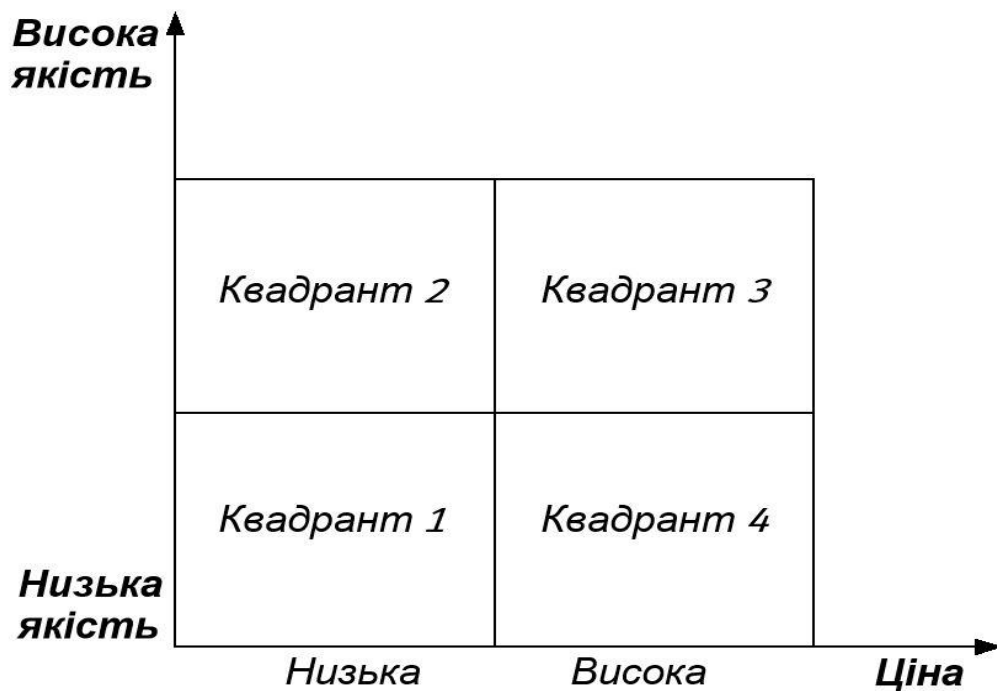 Висока
якість
Квадрант 2
Квадрант 3
Квадрант 1
Квадрант 4
Низька
якість
Низька
Висока
Ціна